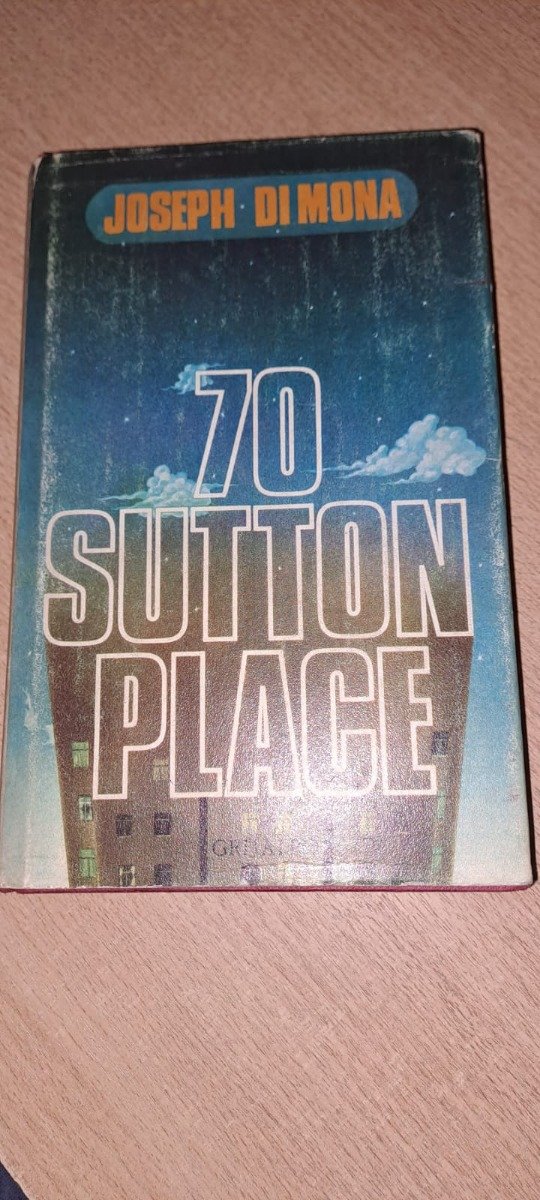 JOSEPH DI MONA
70
SUTTON
PLACE